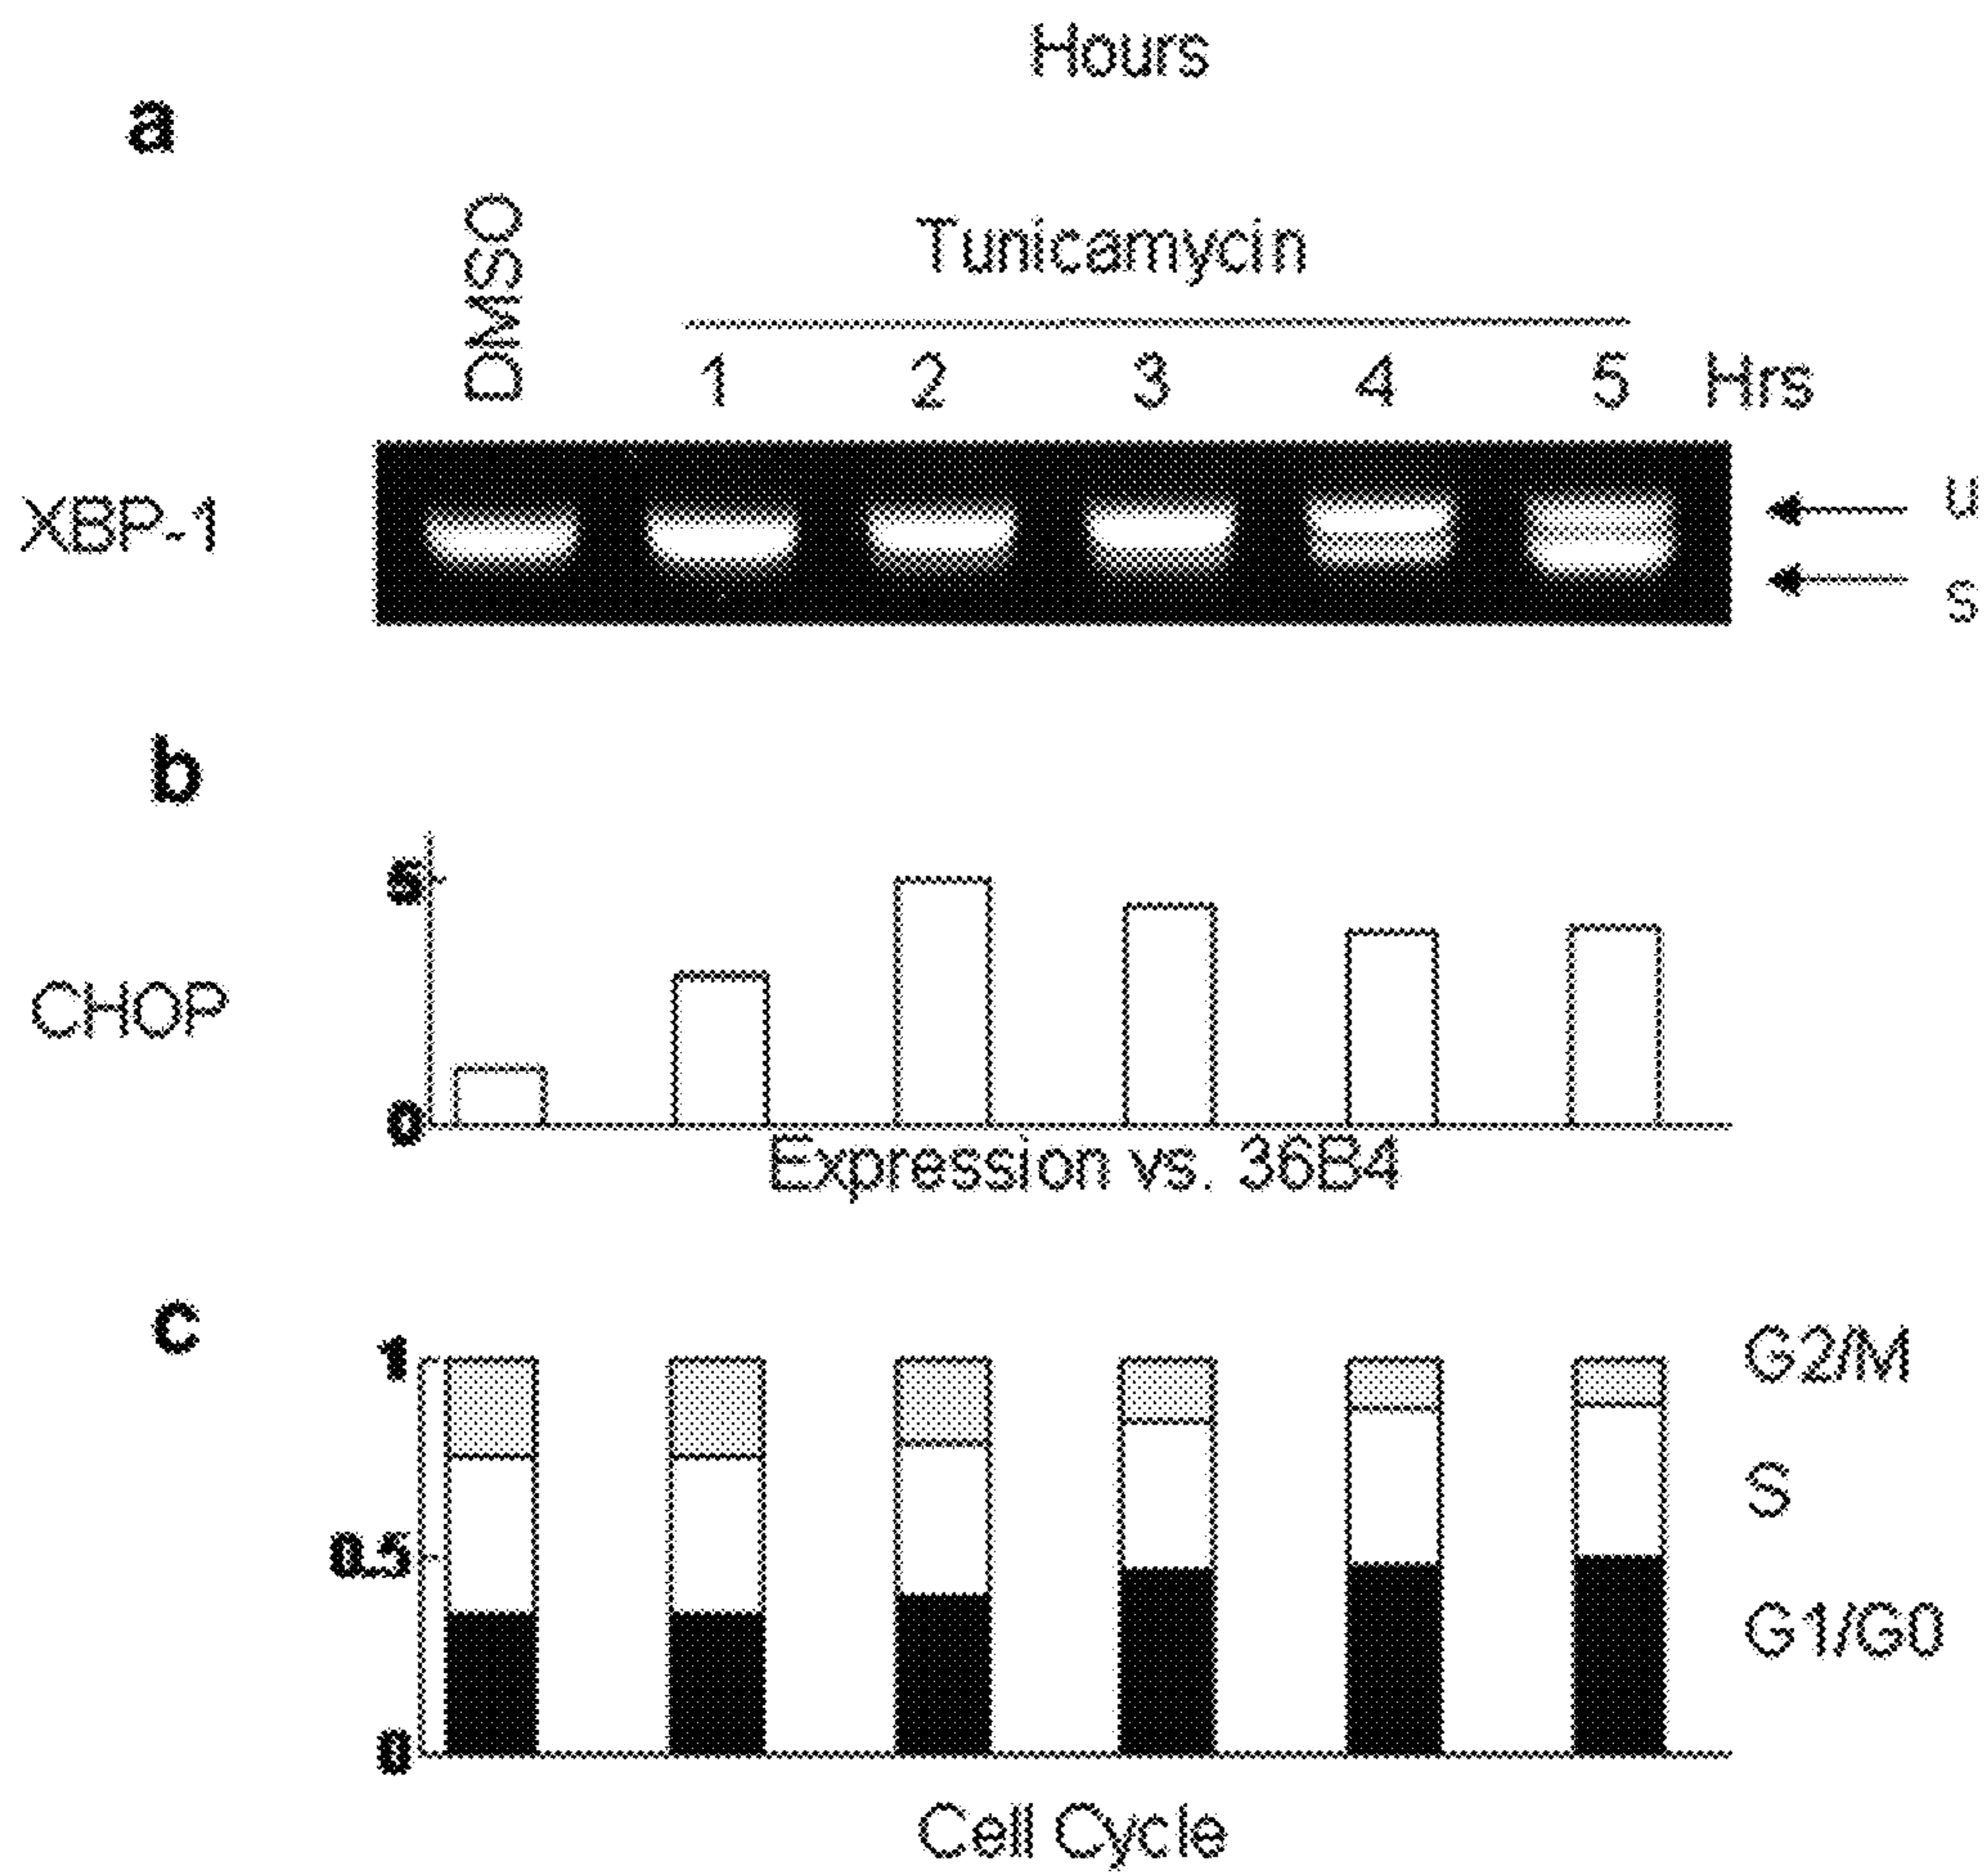 Hours
a
DMSO
Tunicamycin
1 2 3 4 5 Hrs
XBP-1
u
s
b
5
CHOP
0
Expression vs. 36B4
c
1
G2/M
S
0.5
G1/G0
0
Cell Cycle